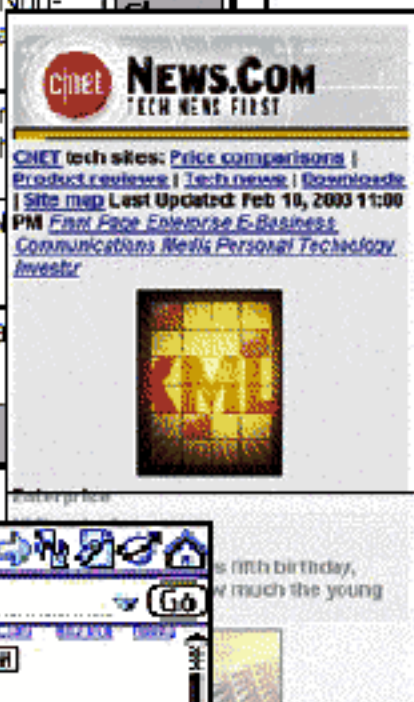 c|net NEWS.COM
TECH NEWS FIRST
CNET tech sites: Price comparisons |
Product reviews | Tech news | Downloads
| Site map Last Updated: Feb 10, 2003 11:00
PM Front Page Enterprise E-Business
Communications Media Personal Technology
Investor
XML
Enterprise
s fifth birthday,
w much the young
Go